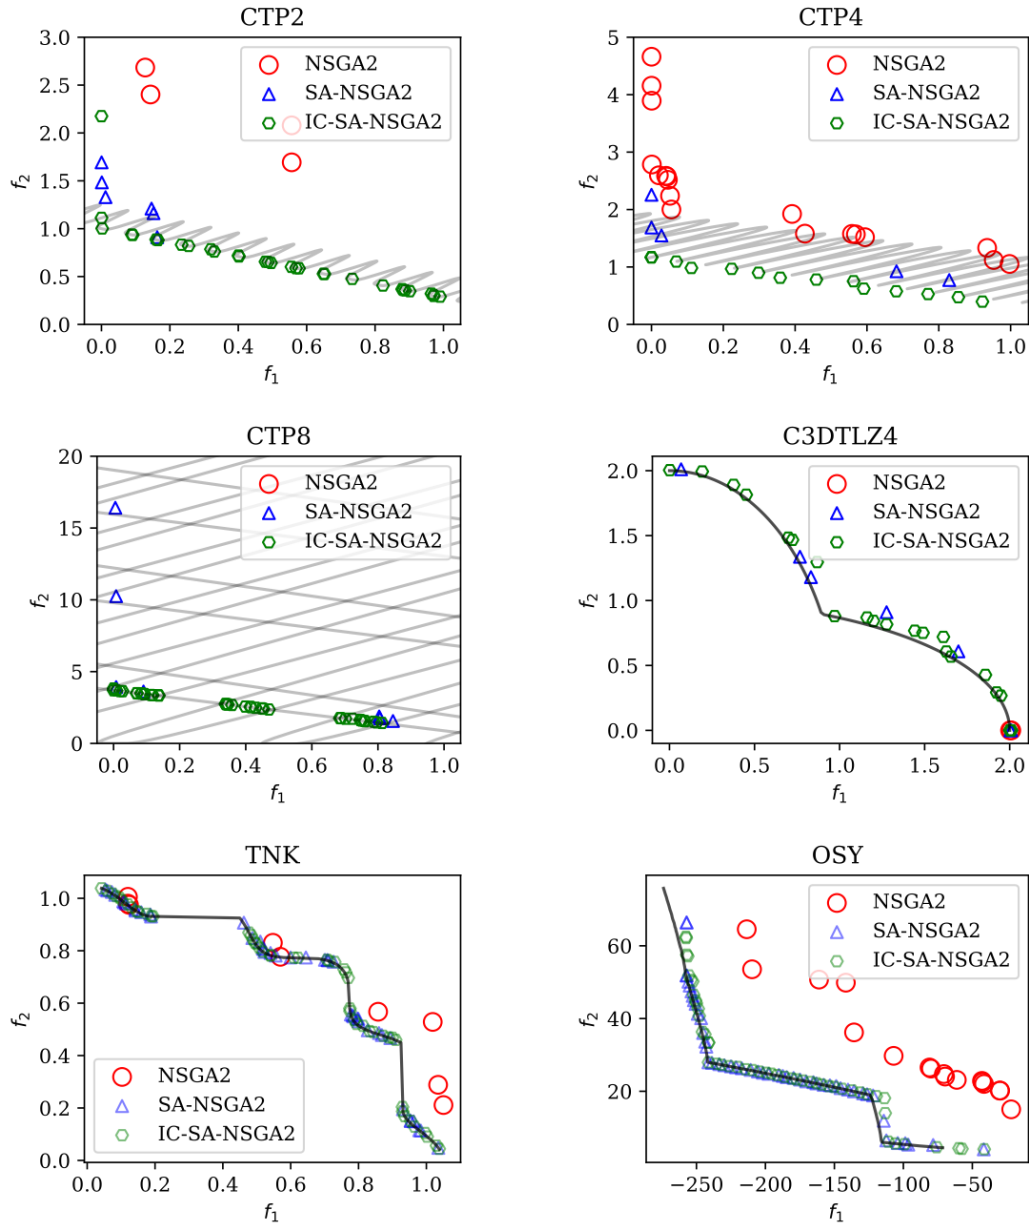 CTP2
3.0
2.5
2.0
1.5
1.0
0.5
0.0
f₂
NSGA2
SA-NSGA2
IC-SA-NSGA2
0.0 0.2 0.4 0.6 0.8 1.0
f₁
CTP4
5
4
3
2
1
0
f₂
NSGA2
SA-NSGA2
IC-SA-NSGA2
0.0 0.2 0.4 0.6 0.8 1.0
f₁
CTP8
20
15
10
5
0
f₂
NSGA2
SA-NSGA2
IC-SA-NSGA2
0.0 0.2 0.4 0.6 0.8 1.0
f₁
C3DTLZ4
2.0
1.5
1.0
0.5
0.0
f₂
NSGA2
SA-NSGA2
IC-SA-NSGA2
0.0 0.5 1.0 1.5 2.0
f₁
TNK
1.0
0.8
0.6
0.4
0.2
0.0
f₂
NSGA2
SA-NSGA2
IC-SA-NSGA2
0.0 0.2 0.4 0.6 0.8 1.0
f₁
OSY
60
40
20
f₂
NSGA2
SA-NSGA2
IC-SA-NSGA2
−250 −200 −150 −100 −50
f₁